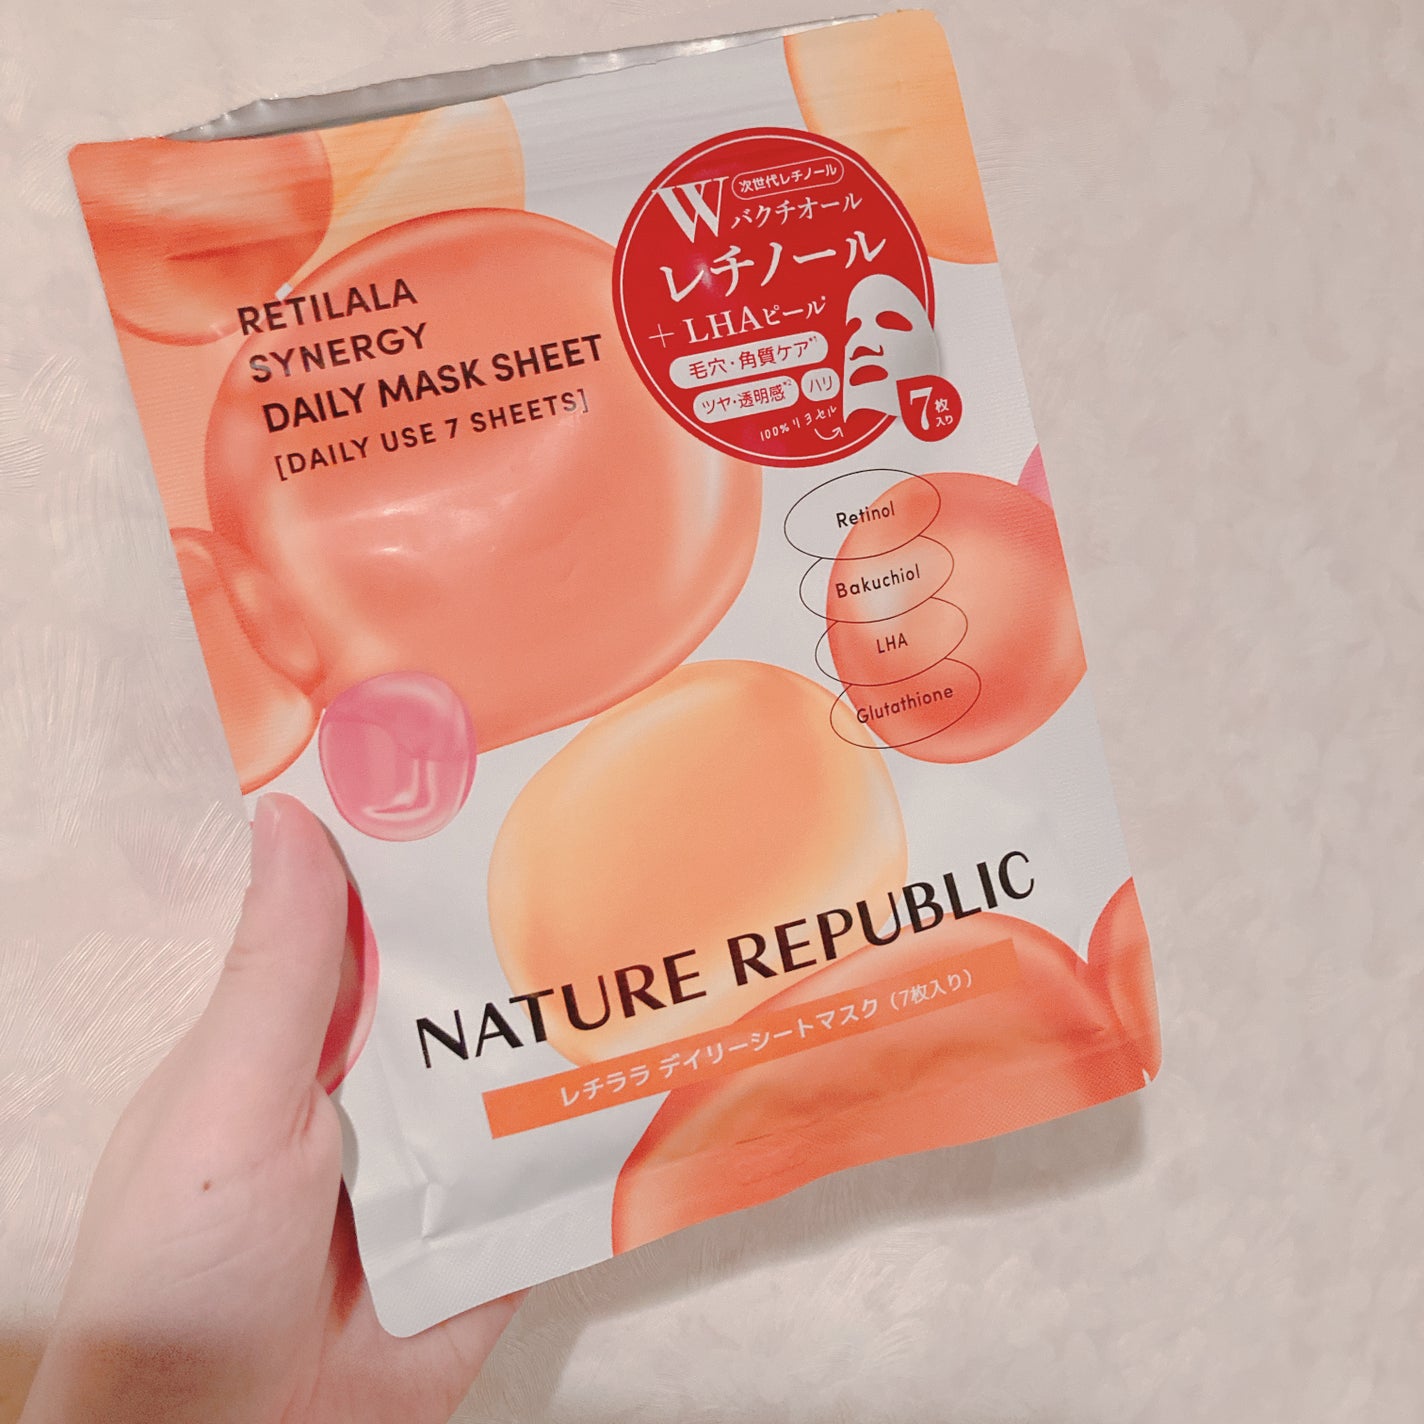 RETILALA
SYNERGY
DAILY MASK SHEET
[DAILY USE 7 SHEETS]
W 次世代レチノール
バクチオール
レチノール
+ LHAピール*
毛穴・角質ケア*1
ツヤ・透明感*2 ハリ
100%リヨセル
7枚入り
Retinol
Bakuchiol
LHA
Glutathione
NATURE REPUBLIC
レチララ デイリーシートマスク（7枚入り）